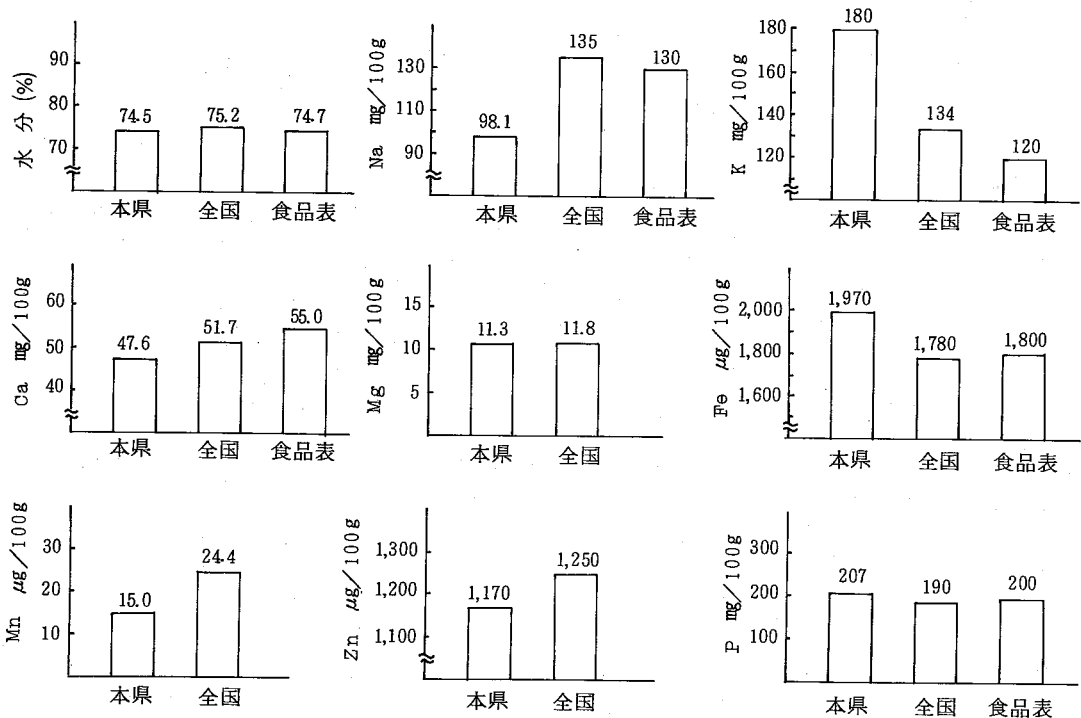 水分(%)
90
80
70
74.5
75.2
74.7
本県
全国
食品表
Na mg/100g
130
110
90
98.1
135
130
本県
全国
食品表
K mg/100g
180
160
140
120
180
134
120
本県
全国
食品表
Ca mg/100g
60
50
40
47.6
51.7
55.0
本県
全国
食品表
Mg mg/100g
15
10
5
11.3
11.8
本県
全国
Fe μg/100g
2,000
1,800
1,600
1,970
1,780
1,800
本県
全国
食品表
Mn μg/100g
30
20
10
15.0
24.4
本県
全国
Zn μg/100g
1,300
1,200
1,100
1,170
1,250
本県
全国
P mg/100g
300
200
100
207
190
200
本県
全国
食品表